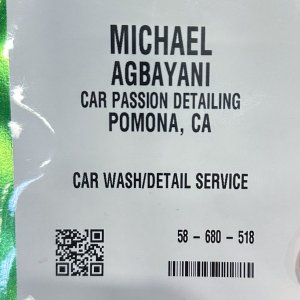 MICHAEL
AGBAYANI
CAR PASSION DETAILING
POMONA, CA
CAR WASH/DETAIL SERVICE
58 - 680 - 518